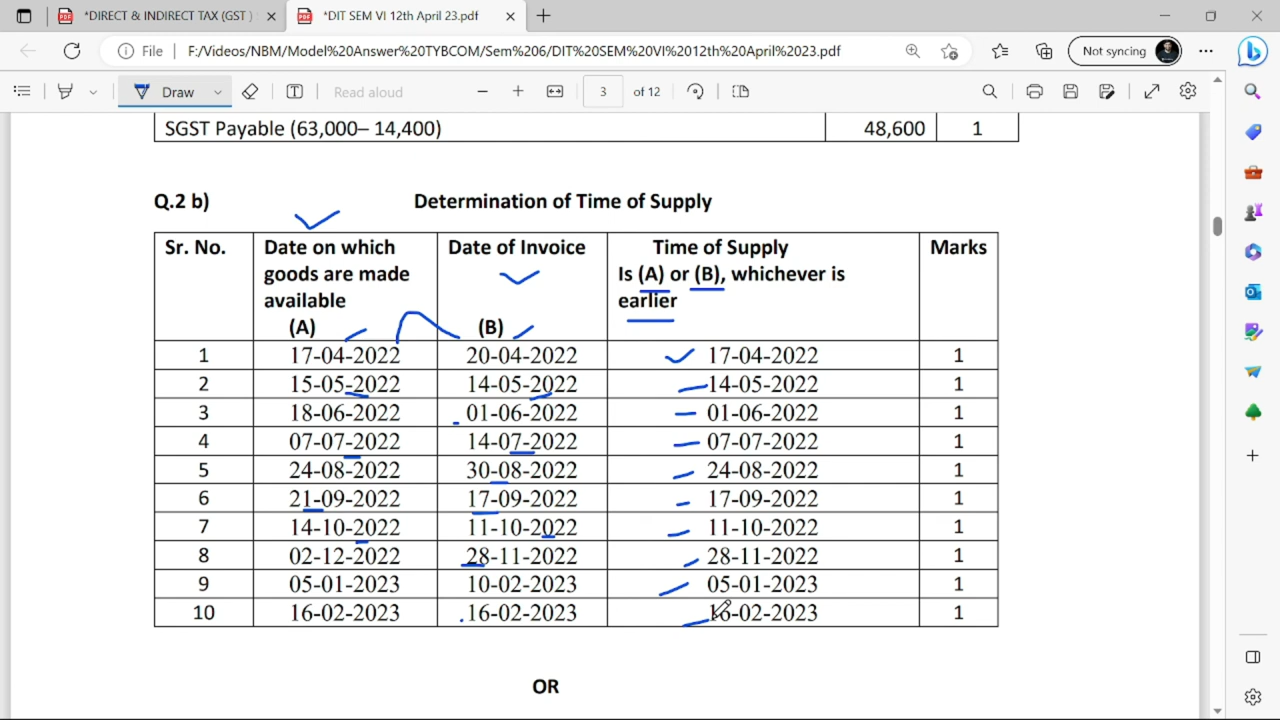 *DIRECT & INDIRECT TAX (GST )
*DIT SEM VI 12th April 23.pdf
File F:/Videos/NBM/Model%20Answer%20TYBCOM/Sem%206/DIT%20SEM%20VI%2012th%20April%2023.pdf
Not syncing
Draw
Read aloud
3 of 12
SGST Payable (63,000– 14,400) 48,600 1
Q.2 b) Determination of Time of Supply
Sr. No. Date on which Date of Invoice Time of Supply Marks
goods are made Is (A) or (B), whichever is
available earlier
(A) (B)
1 17-04-2022 20-04-2022 17-04-2022 1
2 15-05-2022 14-05-2022 14-05-2022 1
3 18-06-2022 01-06-2022 01-06-2022 1
4 07-07-2022 14-07-2022 07-07-2022 1
5 24-08-2022 30-08-2022 24-08-2022 1
6 21-09-2022 17-09-2022 17-09-2022 1
7 14-10-2022 11-10-2022 11-10-2022 1
8 02-12-2022 28-11-2022 28-11-2022 1
9 05-01-2023 10-02-2023 05-01-2023 1
10 16-02-2023 16-02-2023 16-02-2023 1
OR